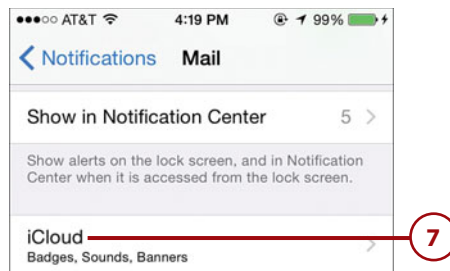 AT&T 4:19 PM 99%
Notifications Mail
Show in Notification Center 5
Show alerts on the lock screen, and in Notification
Center when it is accessed from the lock screen.
iCloud 7
Badges, Sounds, Banners